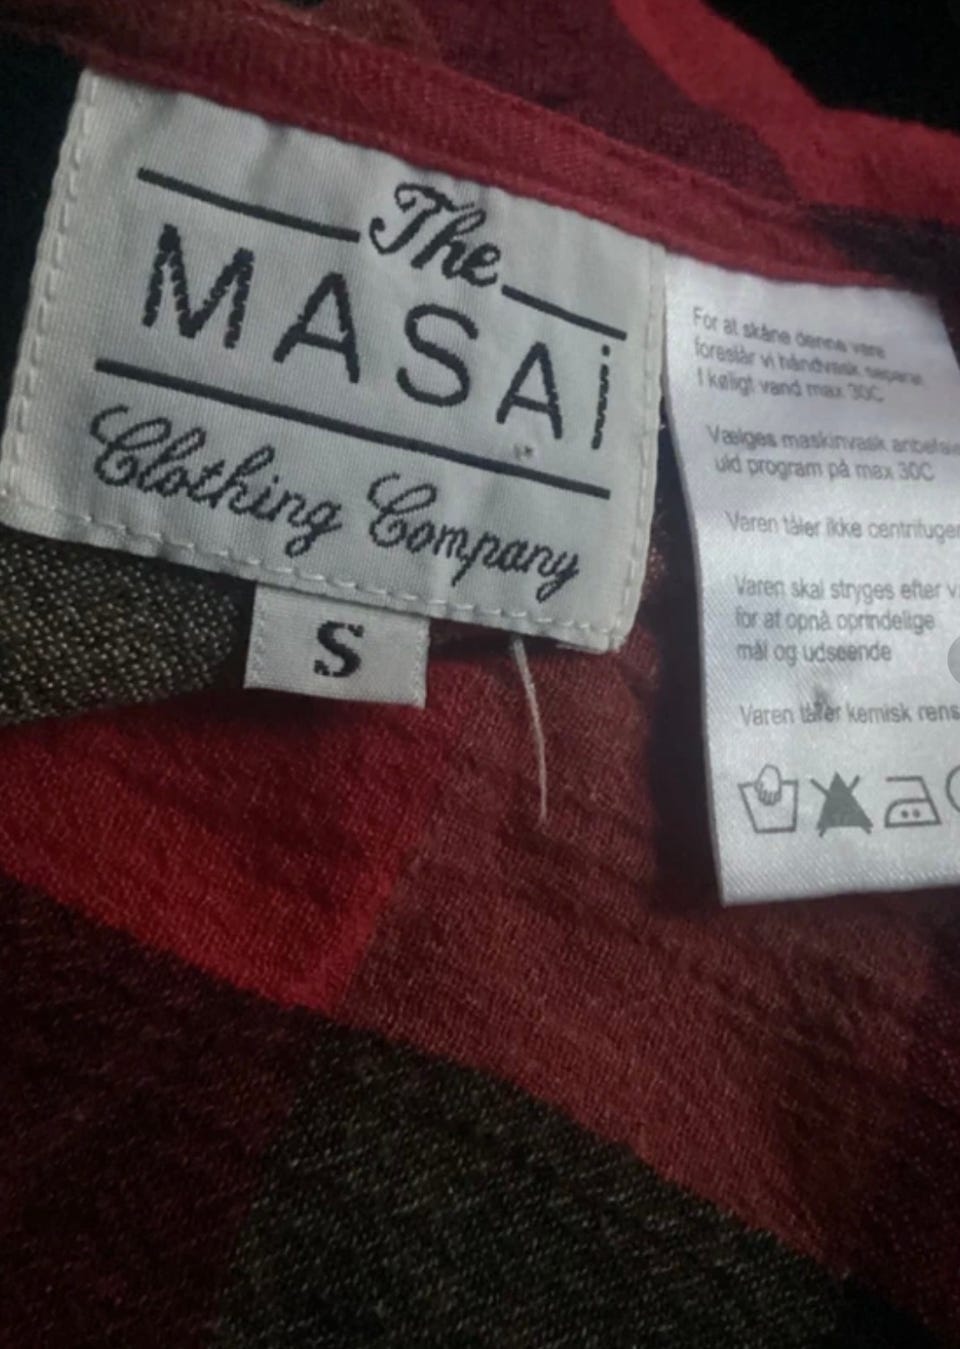 The
MASAi
Clothing Company
S
For at skåne denne vare
foreslår vi håndvask separat
I køligt vand max 30C
Vælges maskinvask
uld program på max 30C
Varen tåler ikke
Varen skal stryges efter
for at opnå oprindelige
mål og udseende
Varen tåler kemisk rens